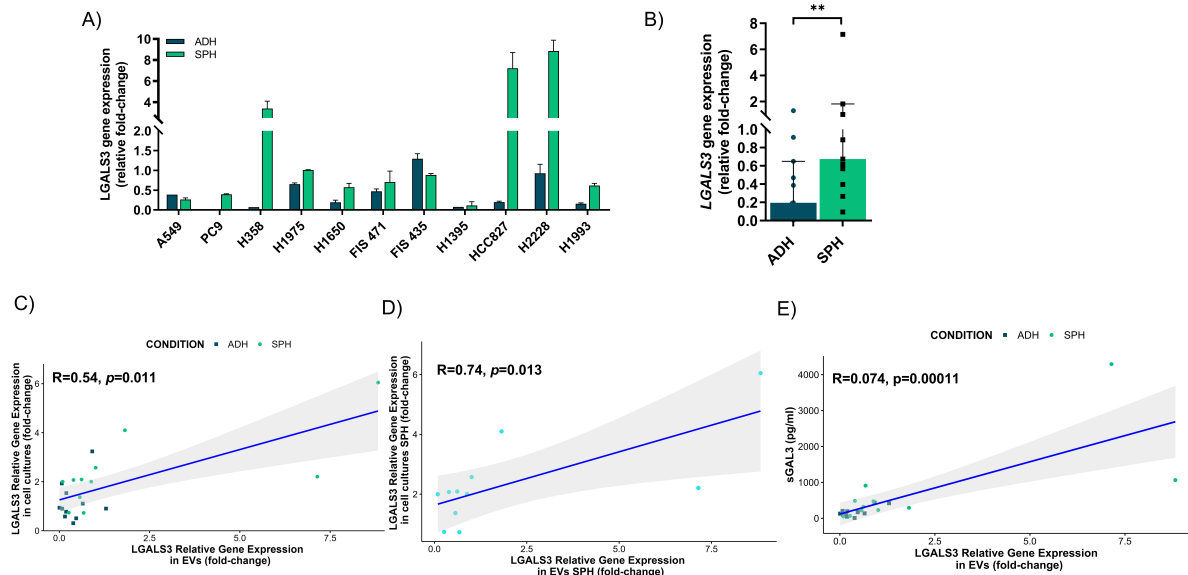 A)
LGALS3 gene expression
(relative fold-change)
10
8
6
4
2.0
1.5
1.0
0.5
0.0
ADH
SPH
A549
PC9
H358
H1975
H1650
FIS 471
FIS 435
H1395
HCC827
H2228
H1993
B)
LGALS3 gene expression
(relative fold-change)
**
8
6
4
2
1.0
0.8
0.6
0.4
0.2
0.0
ADH
SPH
C)
CONDITION ADH SPH
R=0.54, p=0.011
LGALS3 Relative Gene Expression
in cell cultures (fold-change)
6
4
2
0
0.0
2.5
5.0
7.5
LGALS3 Relative Gene Expression
in EVs (fold-change)
D)
R=0.74, p=0.013
LGALS3 Relative Gene Expression
in cell cultures SPH (fold-change)
6
4
2
0.0
2.5
5.0
7.5
LGALS3 Relative Gene Expression
in EVs SPH (fold-change)
E)
CONDITION ADH SPH
R=0.074, p=0.00011
sGAL3 (pg/ml)
4000
3000
2000
1000
0
0.0
2.5
5.0
7.5
LGALS3 Relative Gene Expression
in EVs (fold-change)